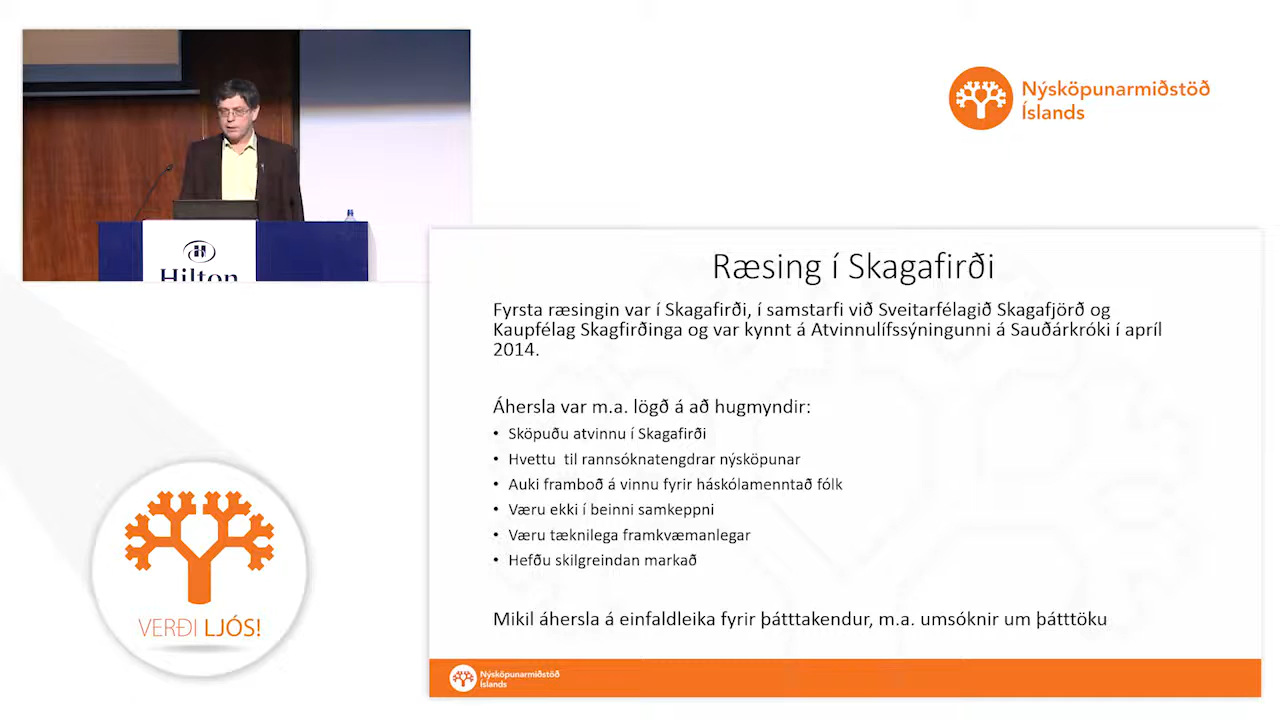 Nýsköpunarmiðstöð
Íslands
Hilton
Ræsing í Skagafirði
Fyrsta ræsingin var í Skagafirði, í samstarfi við Sveitarfélagið Skagafjörð og
Kaupfélag Skagfirðinga og var kynnt á Atvinnulífssýningunni á Sauðárkróki í apríl
2014.
Áhersla var m.a. lögð á að hugmyndir:
• Sköpuðu atvinnu í Skagafirði
• Hvettu til rannsóknatengdrar nýsköpunar
• Auki framboð á vinnu fyrir háskólamenntað fólk
• Væru ekki í beinni samkeppni
• Væru tæknilega framkvæmanlegar
• Hefðu skilgreindan markað
Mikil áhersla á einfaldleika fyrir þátttakendur, m.a. umsóknir um þátttöku
VERÐI LJÓS!
Nýsköpunarmiðstöð
Íslands